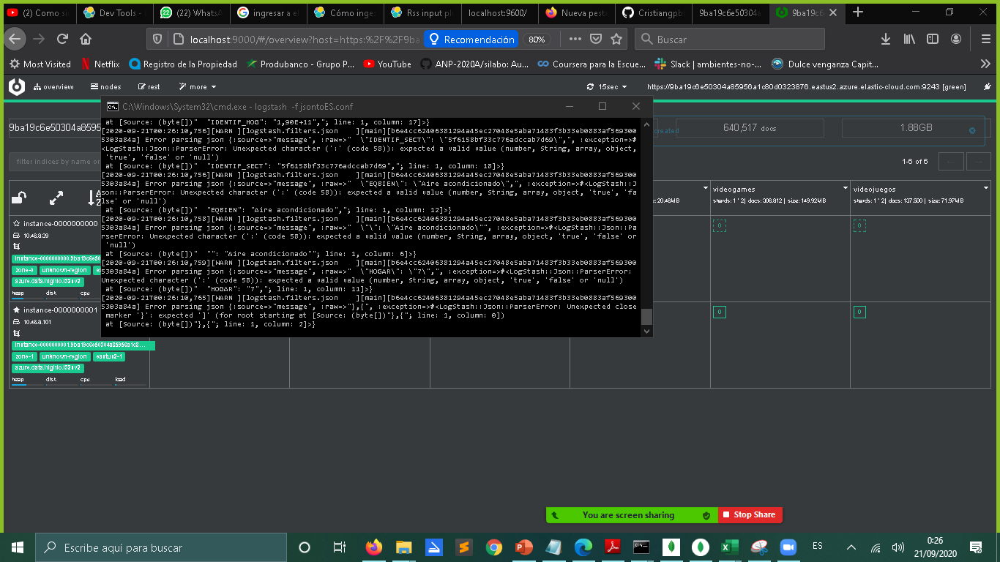 (2) Como si
Dev Tools -
(22) WhatsA
ingresar a el
Cómo inges
Rss input pl
localhost:9600/
Nueva pest
Cristiangpb
9ba19c6e50304a
9ba19c6
localhost:9000/#/overview?host=https:%2F%2F9ba
Recomendación
80%
Buscar
Most Visited
Netflix
Registro de la Propiedad
Produbanco - Grupo P...
YouTube
ANP-2020A/silabo: Au...
Coursera para la Escue...
Slack | ambientes-no-...
Dulce venganza Capit...
overview
nodes
rest
more
15sec
https://9ba19c6e50304a85956a1c80d0323876.eastus2.azure.elastic-cloud.com:9243 [green]
C:\Windows\System32\cmd.exe - logstash -f jsontoES.conf
at [Source: (byte[])"  "IDENTIF_HOG": "1,90E+11","; line: 1, column: 17]>}
[2020-09-21T00:26:10,756][WARN ][logstash.filters.json    ][main][b6e4cc62406381294a45ec27048e5aba71483f3b33eb0883af569300
5303a84a] Error parsing json {:source=>"message", :raw=>"  \"IDENTIF_SECT\": \"5f6158bf33c776adccab7d69\",", :exception=>#
<LogStash::Json::ParserError: Unexpected character (':' (code 58)): expected a valid value (number, String, array, object,
'true', 'false' or 'null')
at [Source: (byte[])"  "IDENTIF_SECT": "5f6158bf33c776adccab7d69","; line: 1, column: 18]>}
[2020-09-21T00:26:10,756][WARN ][logstash.filters.json    ][main][b6e4cc62406381294a45ec27048e5aba71483f3b33eb0883af569300
5303a84a] Error parsing json {:source=>"message", :raw=>"  \"EQBIEN\": \"Aire acondicionado\",", :exception=>#<LogStash::J
son::ParserError: Unexpected character (':' (code 58)): expected a valid value (number, String, array, object, 'true', 'fa
lse' or 'null')
at [Source: (byte[])"  "EQBIEN": "Aire acondicionado","; line: 1, column: 12]>}
[2020-09-21T00:26:10,758][WARN ][logstash.filters.json    ][main][b6e4cc62406381294a45ec27048e5aba71483f3b33eb0883af569300
5303a84a] Error parsing json {:source=>"message", :raw=>"  \"\": \"Aire acondicionado\"", :exception=>#<LogStash::Json::Pa
rserError: Unexpected character (':' (code 58)): expected a valid value (number, String, array, object, 'true', 'false' or
'null')
at [Source: (byte[])"  "": "Aire acondicionado""; line: 1, column: 6]>}
[2020-09-21T00:26:10,759][WARN ][logstash.filters.json    ][main][b6e4cc62406381294a45ec27048e5aba71483f3b33eb0883af569300
5303a84a] Error parsing json {:source=>"message", :raw=>"  \"HOGAR\": \"7\",", :exception=>#<LogStash::Json::ParserError:
Unexpected character (':' (code 58)): expected a valid value (number, String, array, object, 'true', 'false' or 'null')
at [Source: (byte[])"  "HOGAR": "7","; line: 1, column: 11]>}
[2020-09-21T00:26:10,765][WARN ][logstash.filters.json    ][main][b6e4cc62406381294a45ec27048e5aba71483f3b33eb0883af569300
5303a84a] Error parsing json {:source=>"message", :raw=>"},{", :exception=>#<LogStash::Json::ParserError: Unexpected close
marker '}': expected ']' (for root starting at [Source: (byte[])"},{"; line: 1, column: 0])
at [Source: (byte[])"},{"; line: 1, column: 2]>}
9ba19c6e50304a8595
created
640,517 docs
1.88GB
filter indices by name or
1-6 of 6
A
Z
20.46MB
videogames
shards: 1 * 2 | docs: 306.812 | size: 149.92MB
videojuegos
shards: 1 * 2 | docs: 137.500 | size: 71.97MB
instance-0000000000
10.46.8.39
instance-0000000000.9ba19c6e50
zone-0
unknown-region
azure.data.highio.l32sv2
heap
disk
cpu
0
0
instance-0000000001
10.46.8.101
instance-0000000001.9ba19c6e50304a85956a1c8...
zone-1
unknown-region
eastus2-1
azure.data.highio.l32sv2
heap
disk
cpu
load
0
0
You are screen sharing
Stop Share
Escribe aquí para buscar
ES
0:26
21/09/2020